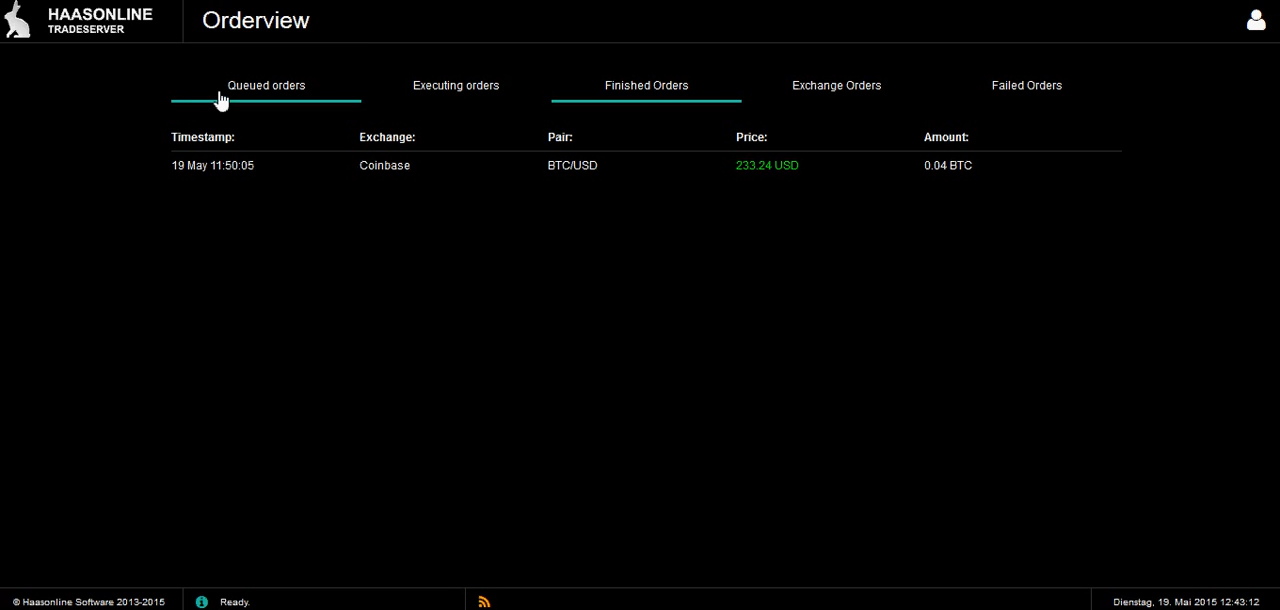 HAASONLINE
TRADESERVER
Orderview
Queued orders Executing orders Finished Orders Exchange Orders Failed Orders
Timestamp: Exchange: Pair: Price: Amount:
19 May 11:50:05 Coinbase BTC/USD 233.24 USD 0.04 BTC
© Haasonline Software 2013-2015 Ready. Dienstag, 19. Mai 2015 12:43:12